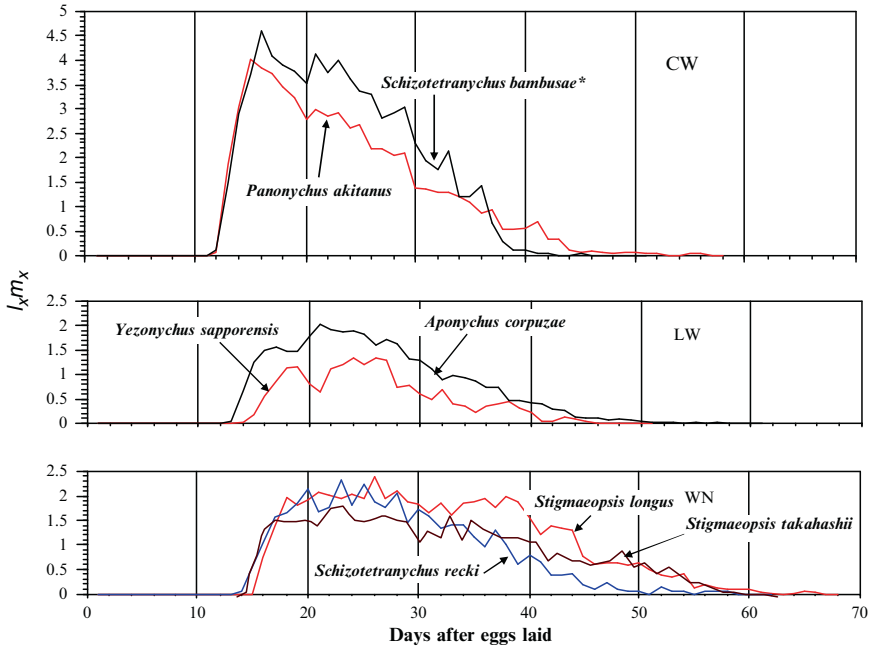 5
4.5
4
3.5
3
2.5
2
1.5
1
0.5
0
CW
Schizotetranychus bambusae*
Panonychus akitanus
l_x m_x
2.5
2
1.5
1
0.5
0
LW
Yezonychus sapporensis
Aponychus corpuzae
2.5
2
1.5
1
0.5
0
WN
Stigmaeopsis longus
Stigmaeopsis takahashii
Schizotetranychus recki
0 10 20 30 40 50 60 70
Days after eggs laid